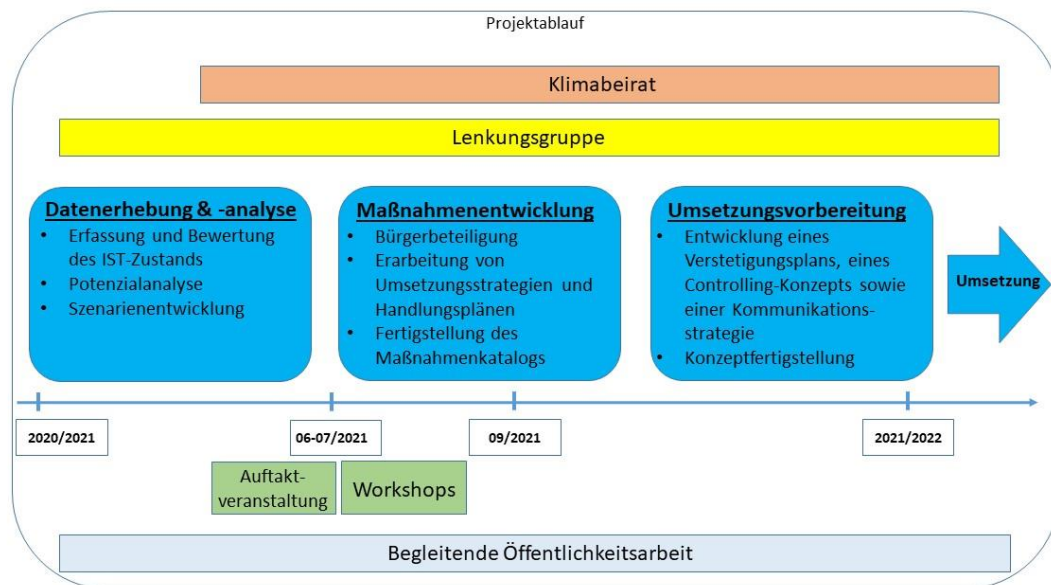 Projektablauf
Klimabeirat
Lenkungsgruppe
Datenerhebung & -analyse
• Erfassung und Bewertung
des IST-Zustands
• Potenzialanalyse
• Szenarienentwicklung
Maßnahmenentwicklung
• Bürgerbeteiligung
• Erarbeitung von
Umsetzungsstrategien und
Handlungsplänen
• Fertigstellung des
Maßnahmenkatalogs
Umsetzungsvorbereitung
• Entwicklung eines
Verstetigungsplans, eines
Controlling-Konzepts sowie
einer Kommunikations-
strategie
• Konzeptfertigstellung
Umsetzung
2020/2021
06-07/2021
09/2021
2021/2022
Auftakt-
veranstaltung
Workshops
Begleitende Öffentlichkeitsarbeit